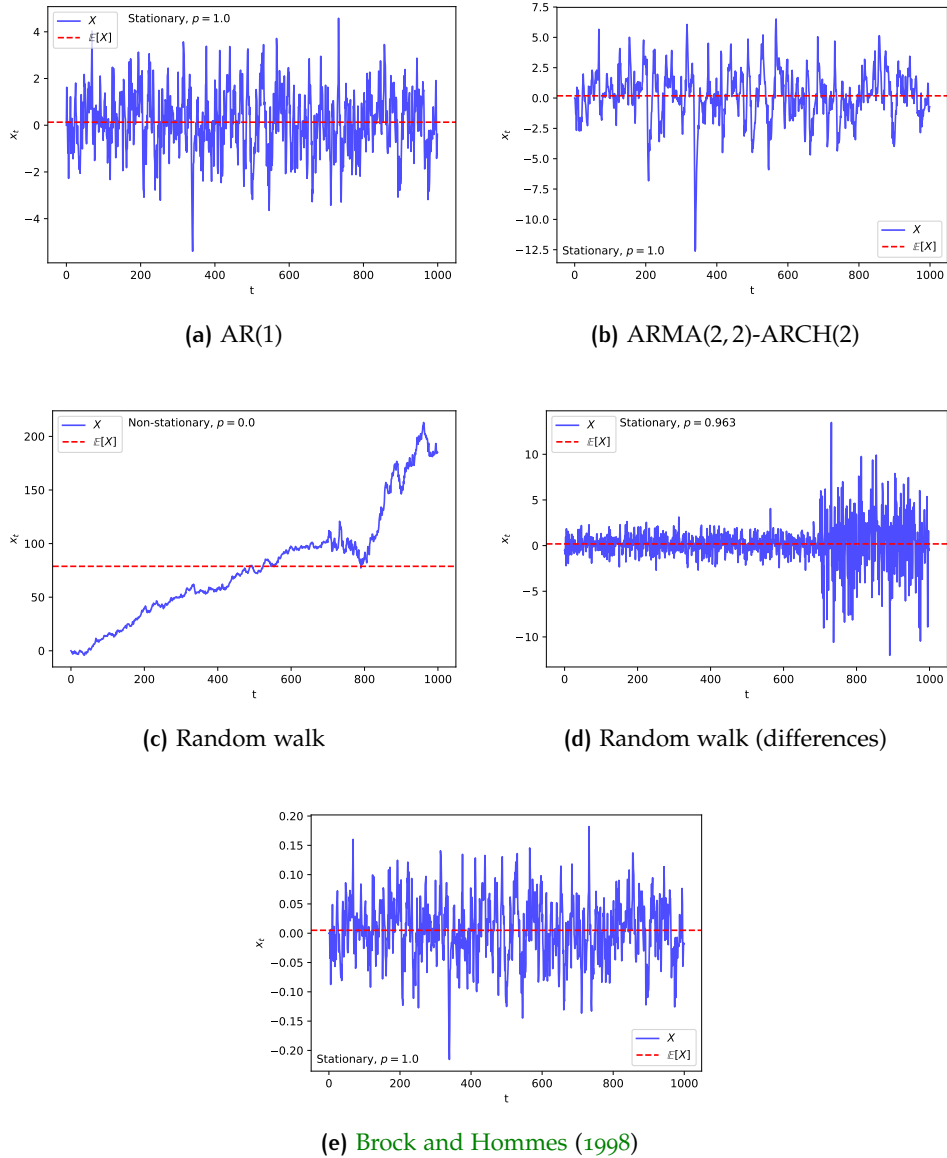 X
𝔼[X]
Stationary, p = 1.0
4
2
0
−2
−4
x_t
0 200 400 600 800 1000
t
(a) AR(1)
7.5
5.0
2.5
0.0
−2.5
−5.0
−7.5
−10.0
−12.5
x_t
Stationary, p = 1.0
X
𝔼[X]
0 200 400 600 800 1000
t
(b) ARMA(2, 2)-ARCH(2)
X
𝔼[X]
Non-stationary, p = 0.0
200
150
100
50
0
x_t
0 200 400 600 800 1000
t
(c) Random walk
X
𝔼[X]
Stationary, p = 0.963
10
5
0
−5
−10
x_t
0 200 400 600 800 1000
t
(d) Random walk (differences)
0.20
0.15
0.10
0.05
0.00
−0.05
−0.10
−0.15
−0.20
x_t
Stationary, p = 1.0
X
𝔼[X]
0 200 400 600 800 1000
t
(e) Brock and Hommes (1998)